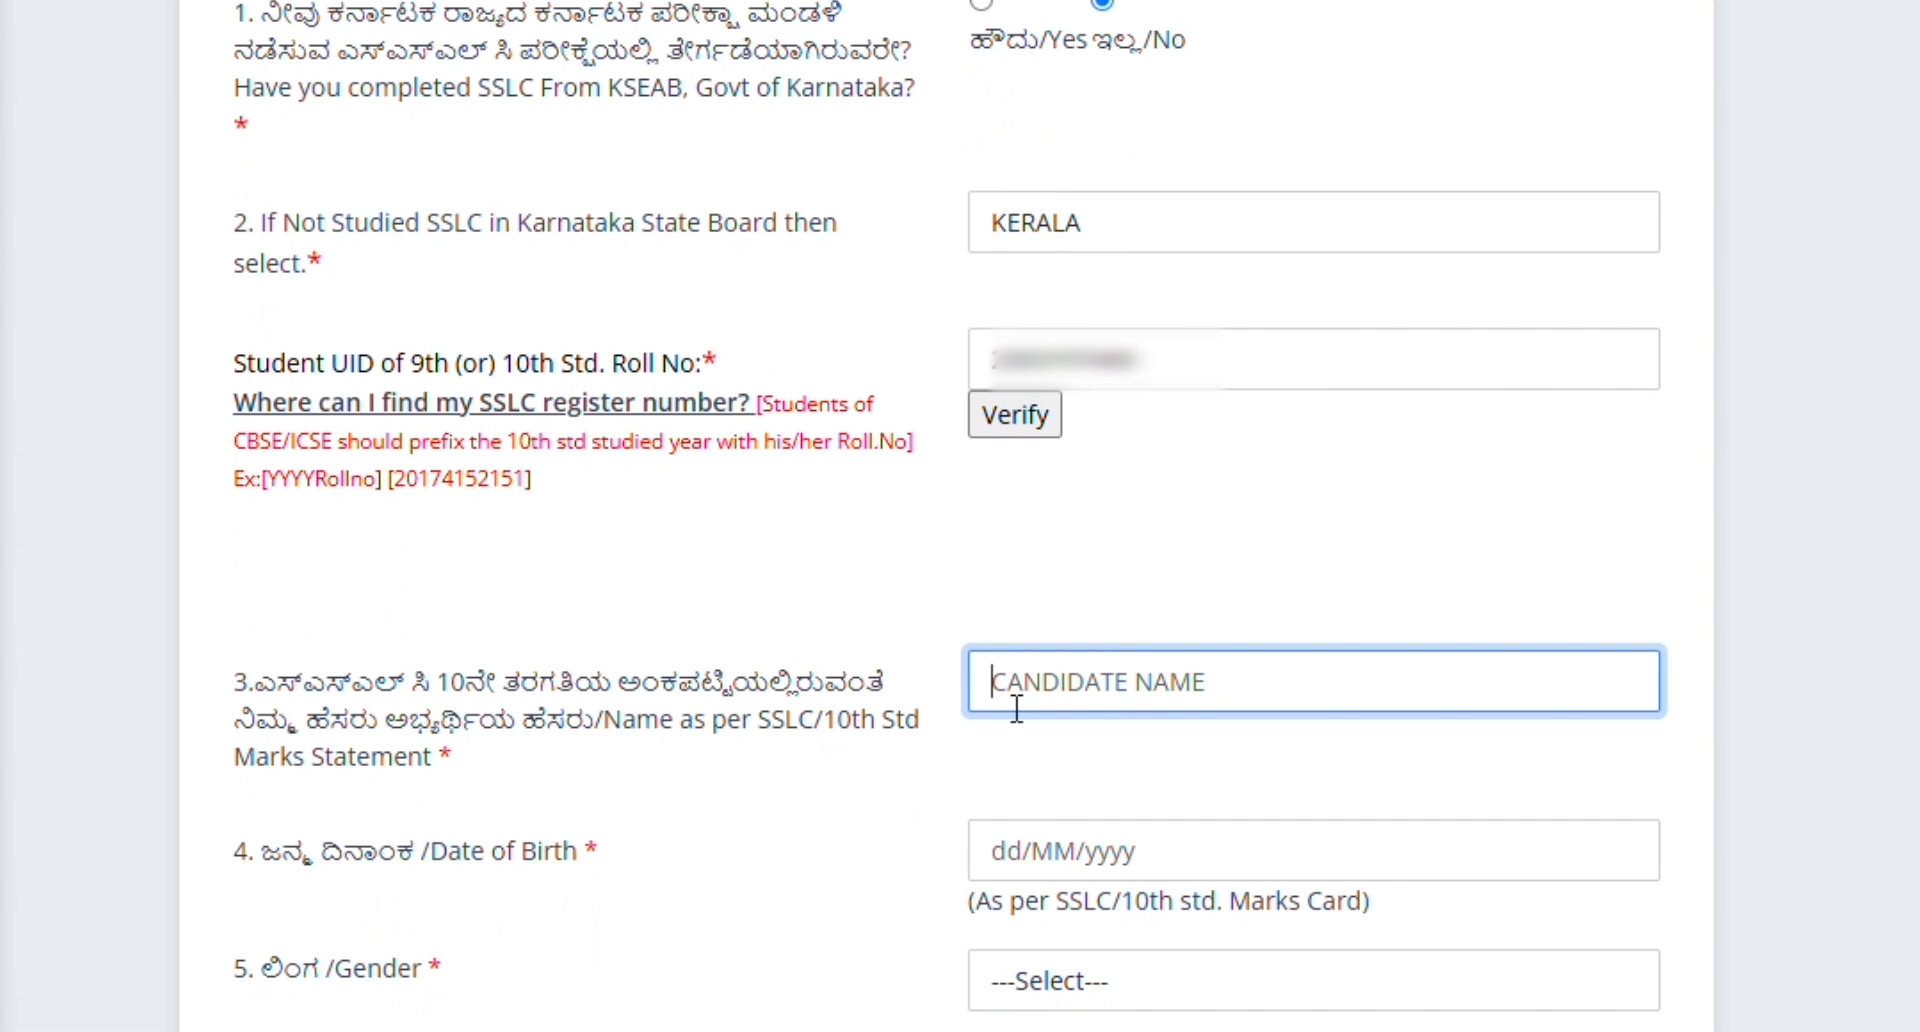 1. ನೀವು ಕರ್ನಾಟಕ ರಾಜ್ಯದ ಕರ್ನಾಟಕ ಪರೀಕ್ಷಾ ಮಂಡಳಿ
ನಡೆಸುವ ಎಸ್ಎಸ್ಎಲ್ ಸಿ ಪರೀಕ್ಷೆಯಲ್ಲಿ ತೇರ್ಗಡೆಯಾಗಿರುವರೇ?
Have you completed SSLC From KSEAB, Govt of Karnataka?
*
ಹೌದು/Yes ಇಲ್ಲ/No
2. If Not Studied SSLC in Karnataka State Board then
select.*
KERALA
Student UID of 9th (or) 10th Std. Roll No:*
Where can I find my SSLC register number? [Students of
CBSE/ICSE should prefix the 10th std studied year with his/her Roll.No]
Ex:[YYYYRollno] [20174152151]
Verify
3.ಎಸ್ಎಸ್ಎಲ್ ಸಿ 10ನೇ ತರಗತಿಯ ಅಂಕಪಟ್ಟಿಯಲ್ಲಿರುವಂತೆ
ನಿಮ್ಮ ಹೆಸರು ಅಭ್ಯರ್ಥಿಯ ಹೆಸರು/Name as per SSLC/10th Std
Marks Statement *
CANDIDATE NAME
4. ಜನ್ಮ ದಿನಾಂಕ /Date of Birth *
dd/MM/yyyy
(As per SSLC/10th std. Marks Card)
5. ಲಿಂಗ /Gender *
---Select---